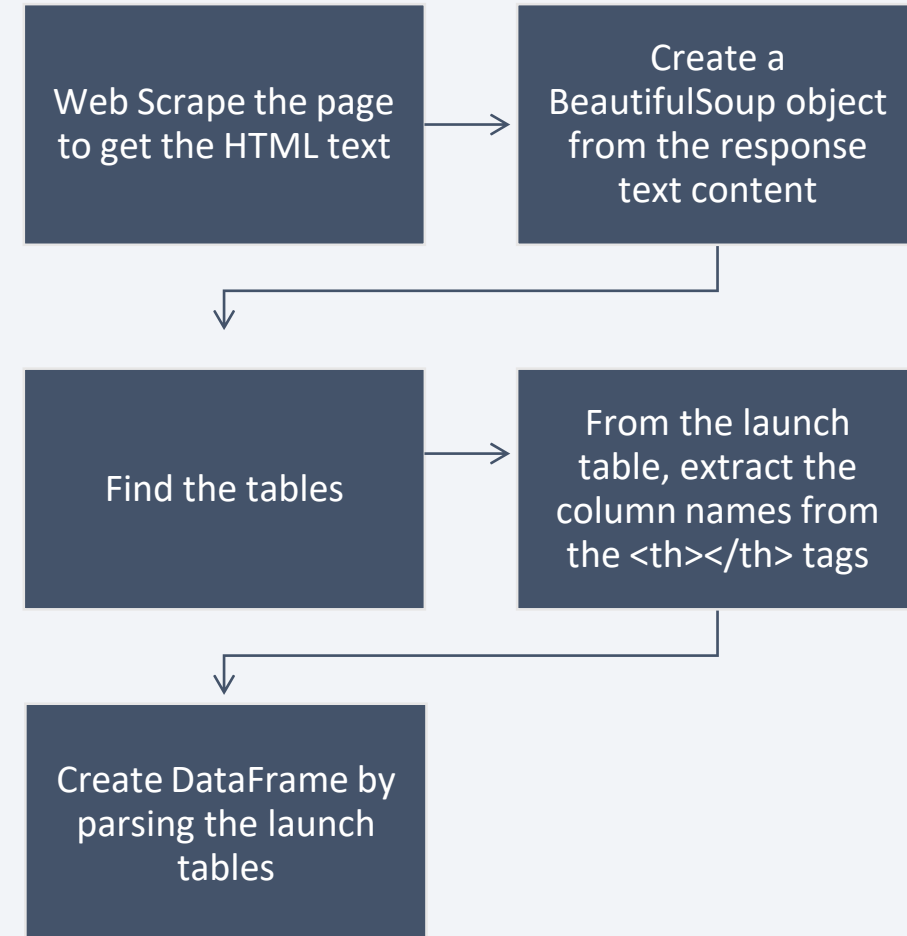 Web Scrape the page
to get the HTML text
Create a
BeautifulSoup object
from the response
text content
Find the tables
From the launch
table, extract the
column names from
the <th></th> tags
Create DataFrame by
parsing the launch
tables